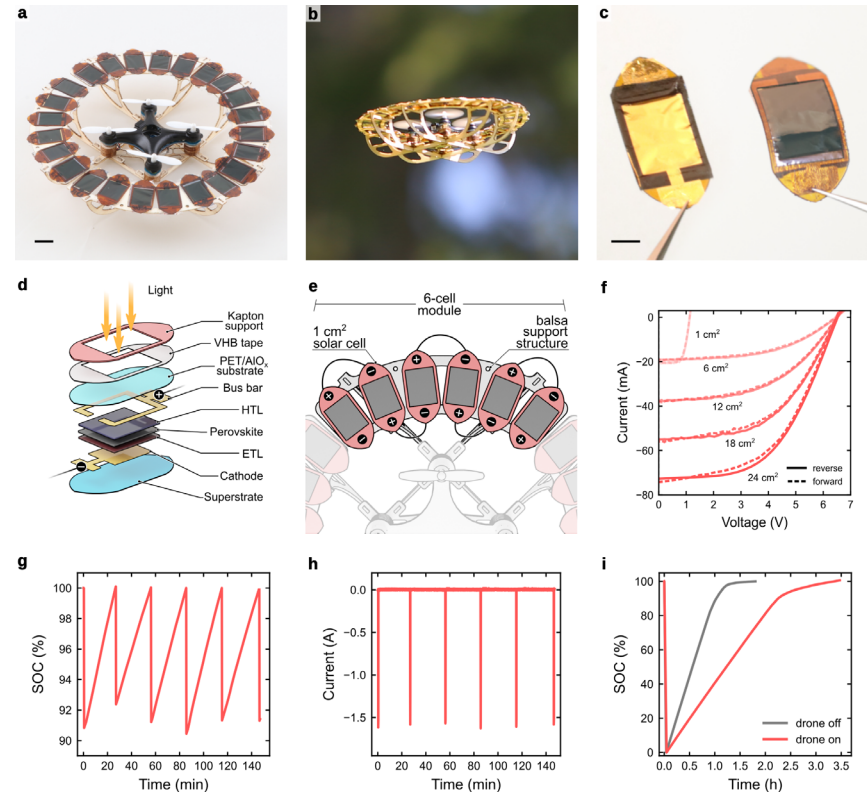 a
b
c
d
Light
Kapton
support
VHB tape
PET/AlOx
substrate
Bus bar
HTL
Perovskite
ETL
Cathode
Superstrate
e
6-cell
module
1 cm²
solar cell
balsa
support
structure
f
Current (mA)
0
−20
−40
−60
−80
1 cm²
6 cm²
12 cm²
18 cm²
24 cm²
reverse
forward
0 1 2 3 4 5 6 7
Voltage (V)
g
SOC (%)
100
98
96
94
92
90
0 20 40 60 80 100 120 140
Time (min)
h
Current (A)
0.0
−0.5
−1.0
−1.5
0 20 40 60 80 100 120 140
Time (min)
i
SOC (%)
100
80
60
40
20
0
drone off
drone on
0.0 0.5 1.0 1.5 2.0 2.5 3.0 3.5
Time (h)